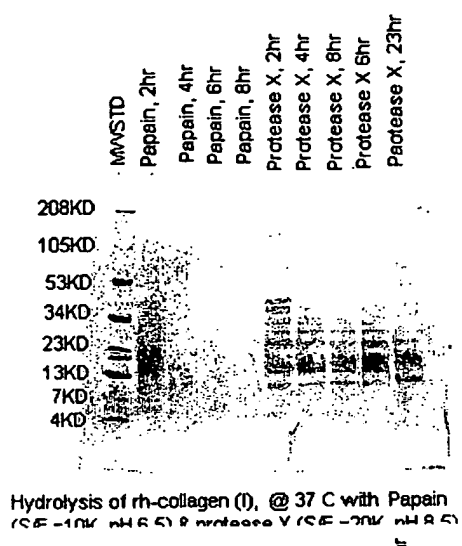 MWSTD
Papain, 2hr
Papain, 4hr
Papain, 6hr
Papain, 8hr
Protease X, 2hr
Protease X, 4hr
Protease X, 8hr
Protease X 6hr
Paotease X, 23hr
208KD
105KD
53KD
34KD
23KD
13KD
7KD
4KD
Hydrolysis of rh-collagen (I), @ 37 C with Papain